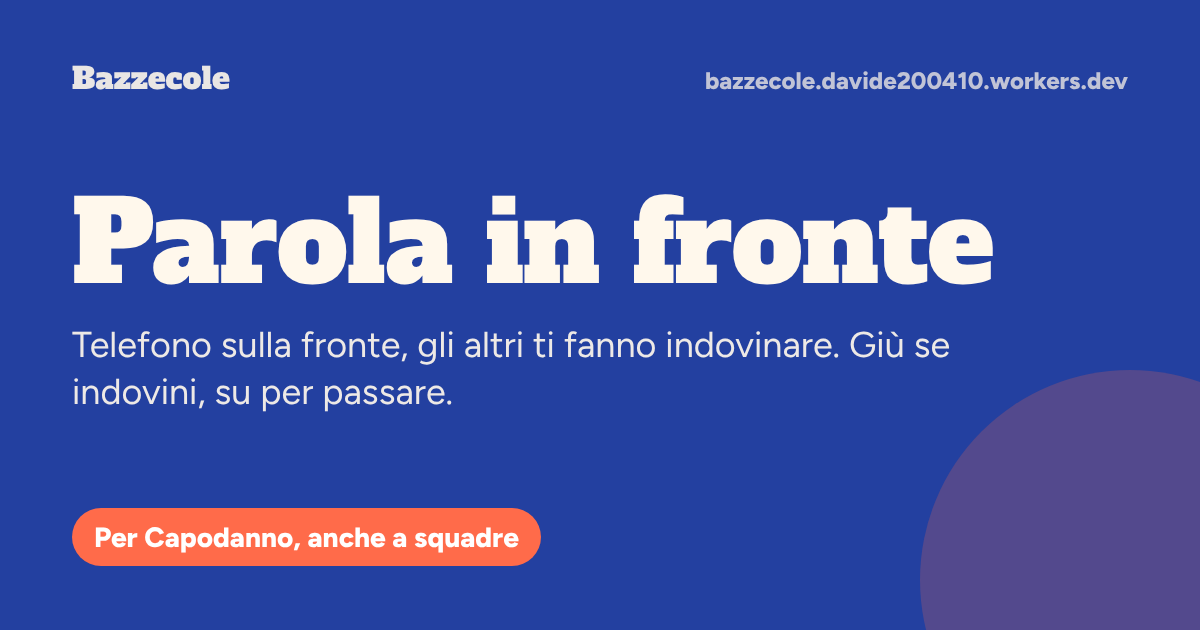 Bazzecole
bazzecole.davide200410.workers.dev
Parola in fronte
Telefono sulla fronte, gli altri ti fanno indovinare. Giù se
indovini, su per passare.
Per Capodanno, anche a squadre